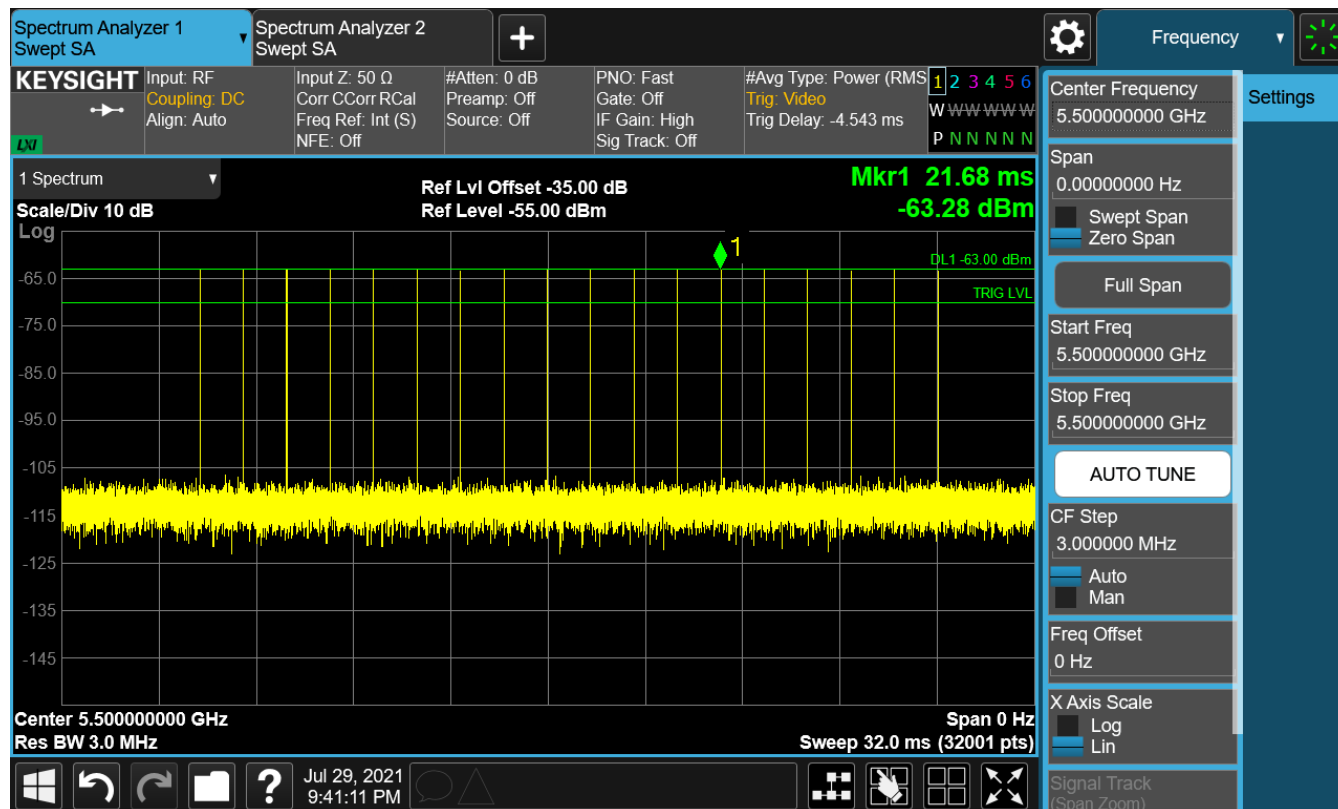 Spectrum Analyzer 1
Swept SA
Spectrum Analyzer 2
Swept SA
Frequency
KEYSIGHT
LXI
Input: RF
Coupling: DC
Align: Auto
Input Z: 50 Ω
Corr CCorr RCal
Freq Ref: Int (S)
NFE: Off
#Atten: 0 dB
Preamp: Off
Source: Off
PNO: Fast
Gate: Off
IF Gain: High
Sig Track: Off
#Avg Type: Power (RMS
Trig: Video
Trig Delay: -4.543 ms
1 2 3 4 5 6
W W W W W W
P N N N N N
1 Spectrum
Scale/Div 10 dB
Log
Ref Lvl Offset -35.00 dB
Ref Level -55.00 dBm
Mkr1 21.68 ms
-63.28 dBm
1
DL1 -63.00 dBm
TRIG LVL
-65.0
-75.0
-85.0
-95.0
-105
-115
-125
-135
-145
Center 5.500000000 GHz
Res BW 3.0 MHz
Span 0 Hz
Sweep 32.0 ms (32001 pts)
Jul 29, 2021
9:41:11 PM
Center Frequency
5.500000000 GHz
Span
0.00000000 Hz
Swept Span
Zero Span
Full Span
Start Freq
5.500000000 GHz
Stop Freq
5.500000000 GHz
AUTO TUNE
CF Step
3.000000 MHz
Auto
Man
Freq Offset
0 Hz
X Axis Scale
Log
Lin
Signal Track
(Span Zoom)
Settings